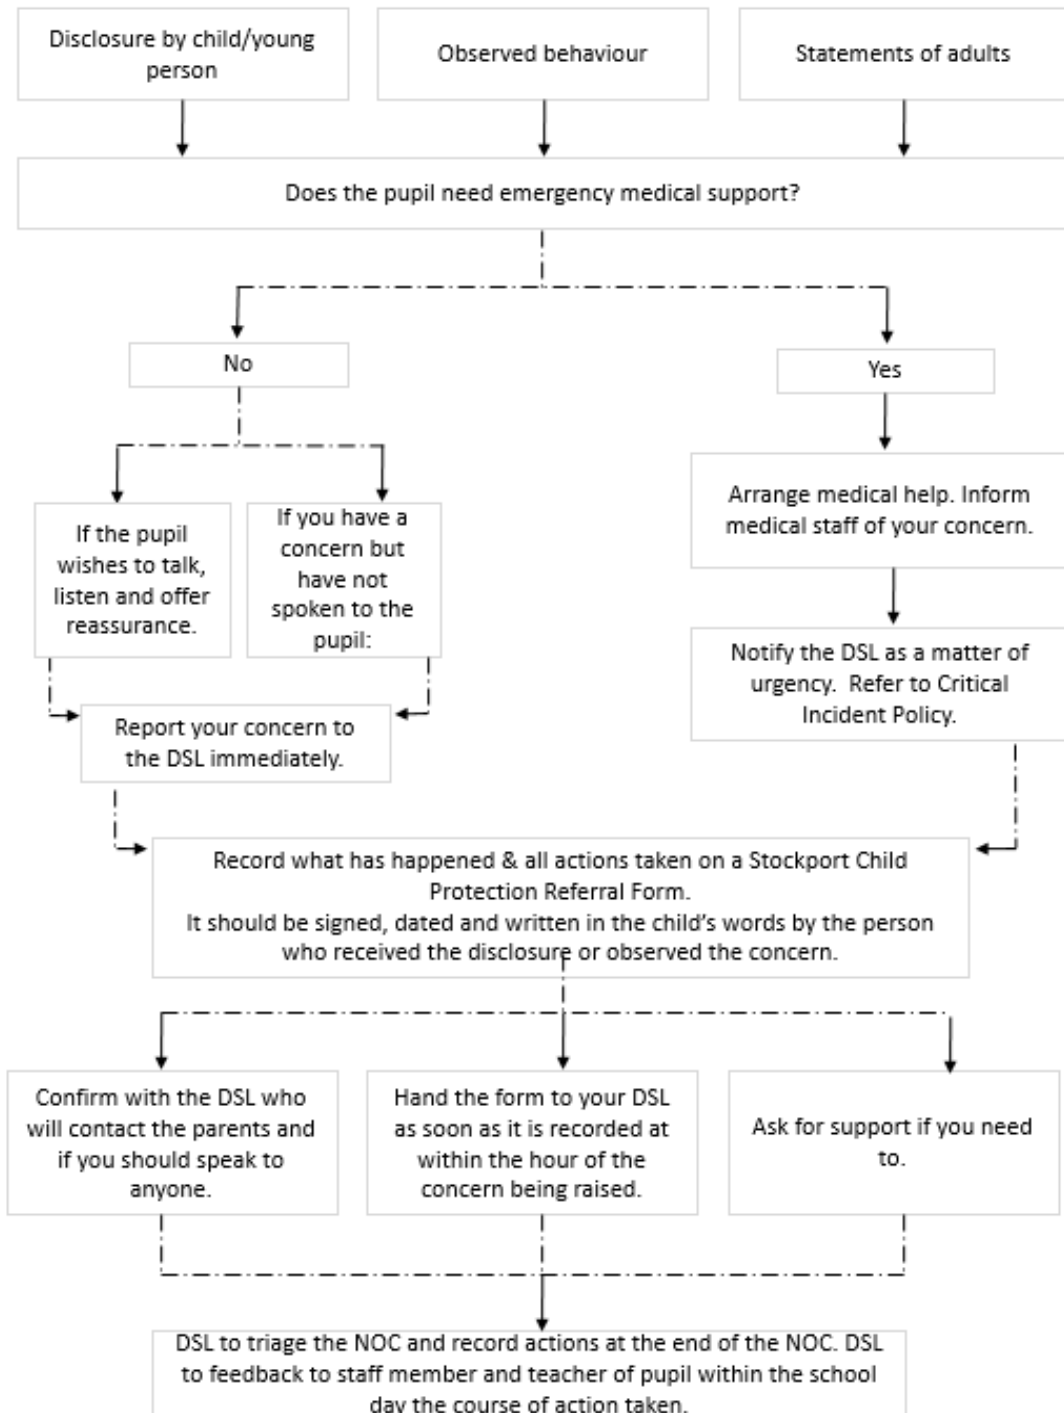 Disclosure by child/young
person
Observed behaviour
Statements of adults
Does the pupil need emergency medical support?
No
Yes
If the pupil
wishes to talk,
listen and offer
reassurance.
If you have a
concern but
have not
spoken to the
pupil:
Arrange medical help. Inform
medical staff of your concern.
Notify the DSL as a matter of
urgency.  Refer to Critical
Incident Policy.
Report your concern to
the DSL immediately.
Record what has happened & all actions taken on a Stockport Child
Protection Referral Form.
It should be signed, dated and written in the child’s words by the person
who received the disclosure or observed the concern.
Confirm with the DSL who
will contact the parents and
if you should speak to
anyone.
Hand the form to your DSL
as soon as it is recorded at
within the hour of the
concern being raised.
Ask for support if you need
to.
DSL to triage the NOC and record actions at the end of the NOC. DSL
to feedback to staff member and teacher of pupil within the school
day the course of action taken.